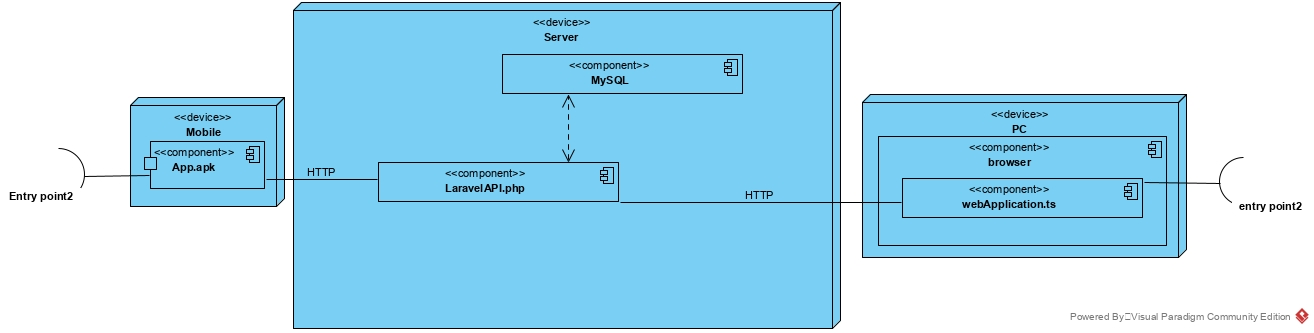 <<device>>
Server
<<component>>
MySQL
<<device>>
Mobile
<<component>>
App.apk
Entry point2
HTTP
<<component>>
LaravelAPI.php
HTTP
<<device>>
PC
<<component>>
browser
<<component>>
webApplication.ts
entry point2
Powered By Visual Paradigm Community Edition